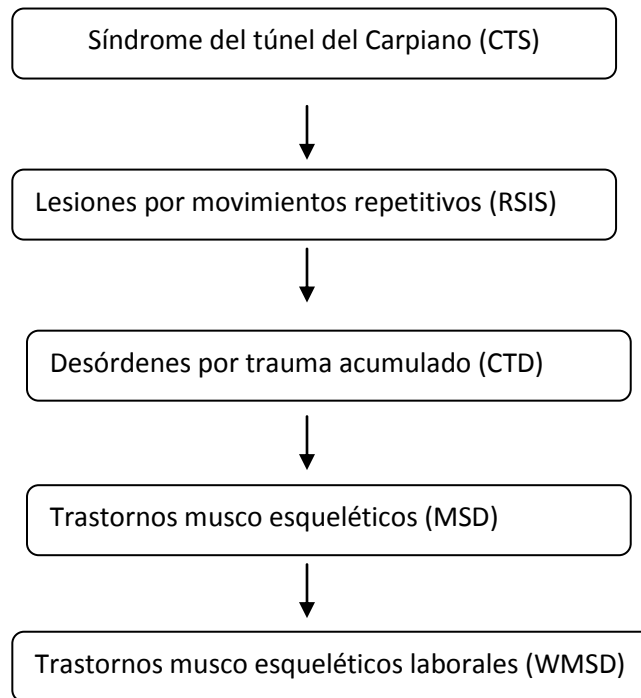 Síndrome del túnel del Carpiano (CTS)
Lesiones por movimientos repetitivos (RSIS)
Desórdenes por trauma acumulado (CTD)
Trastornos musco esqueléticos (MSD)
Trastornos musco esqueléticos laborales (WMSD)